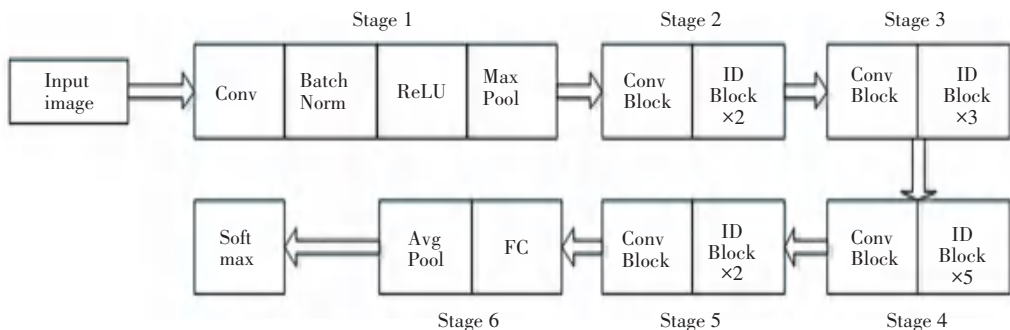 Stage 1
Stage 2
Stage 3
Input
image
Conv
Batch
Norm
ReLU
Max
Pool
Conv
Block
ID
Block
×2
Conv
Block
ID
Block
×3
Soft
max
Avg
Pool
FC
Conv
Block
ID
Block
×2
Conv
Block
ID
Block
×5
Stage 6
Stage 5
Stage 4